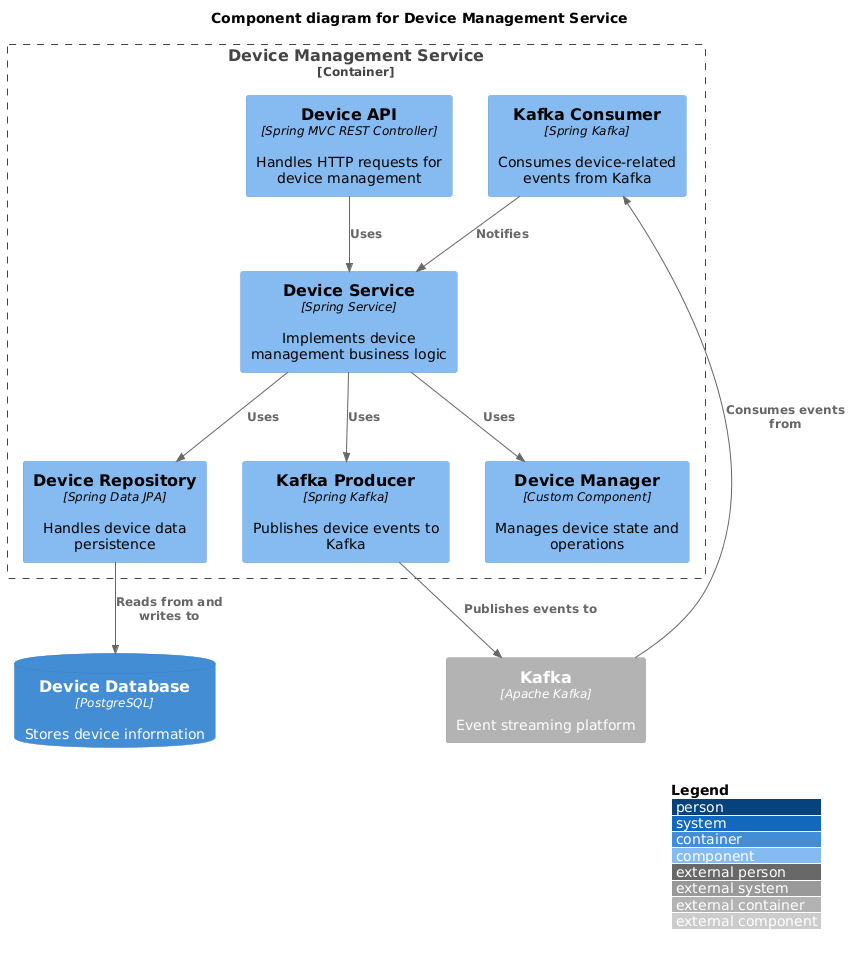 Component diagram for Device Management Service
Device Management Service
[Container]
Device API
[Spring MVC REST Controller]
Handles HTTP requests for
device management
Kafka Consumer
[Spring Kafka]
Consumes device-related
events from Kafka
Uses
Notifies
Device Service
[Spring Service]
Implements device
management business logic
Uses
Uses
Uses
Consumes events
from
Device Repository
[Spring Data JPA]
Handles device data
persistence
Kafka Producer
[Spring Kafka]
Publishes device events to
Kafka
Device Manager
[Custom Component]
Manages device state and
operations
Reads from and
writes to
Publishes events to
Device Database
[PostgreSQL]
Stores device information
Kafka
[Apache Kafka]
Event streaming platform
Legend
person
system
container
component
external person
external system
external container
external component